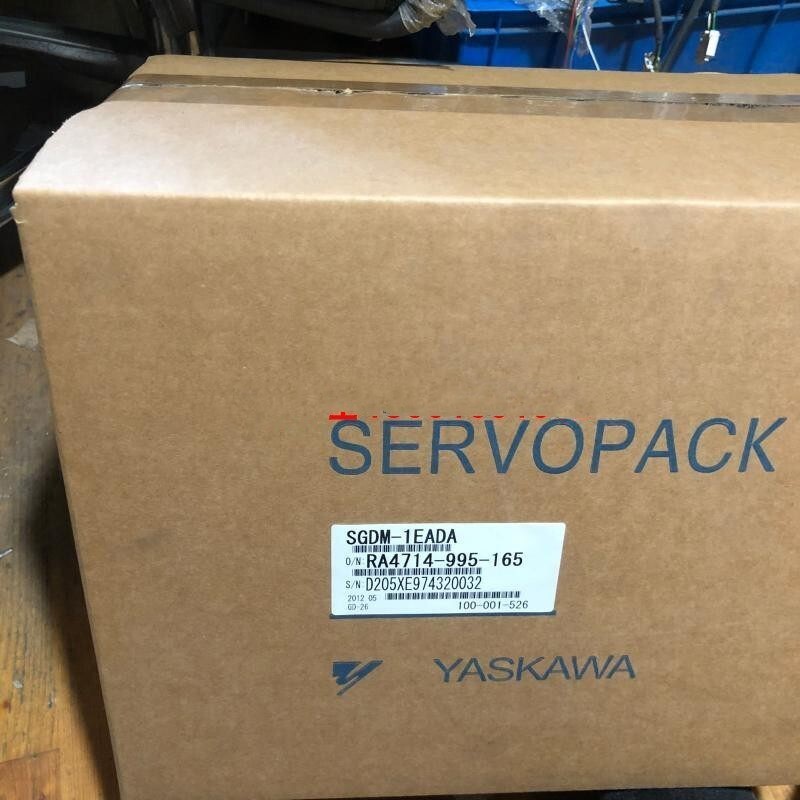 SERVOPACK
SGDM-1EADA
O/N RA4714-995-165
S/N D205XE974320032
2012 05
GD-26 100-001-526
YASKAWA